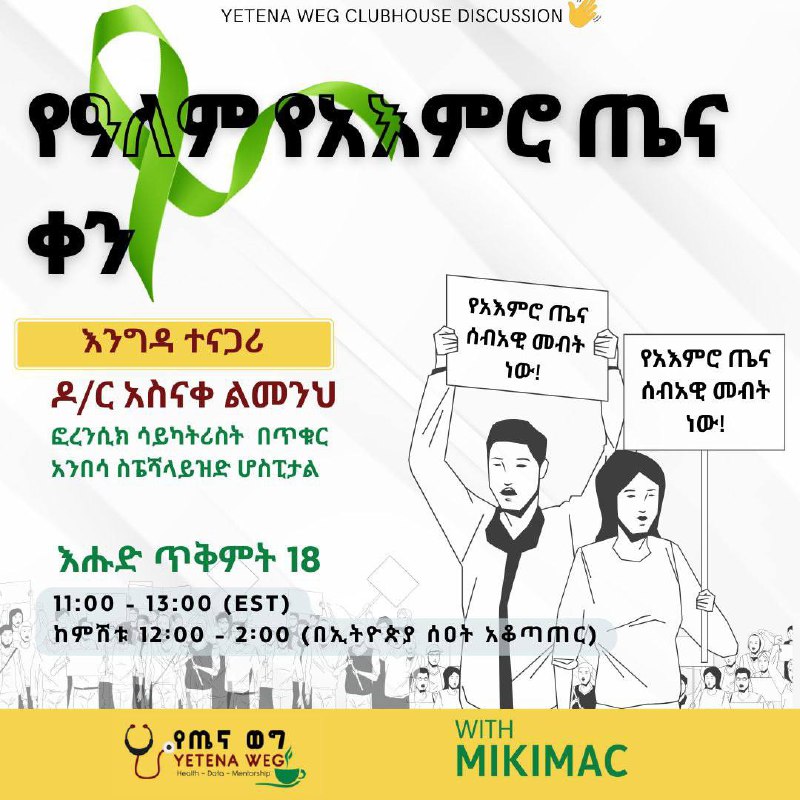 YETENA WEG CLUBHOUSE DISCUSSION
የዓለም የአእምሮ ጤና
ቀን
እንግዳ ተናጋሪ
ዶ/ር አስናቀ ልመንህ
ፎረንሲክ ሳይካትሪስት በጥቁር
አንበሳ ስፔሻላይዝድ ሆስፒታል
የአእምሮ ጤና
ሰብአዊ መብት
ነው!
የአእምሮ ጤና
ሰብአዊ መብት
ነው!
እሑድ ጥቅምት 18
11:00 - 13:00 (EST)
ከምሽቱ 12:00 - 2:00 (በኢትዮጵያ ሰዐት አቆጣጠር)
የጤና ወግ
YETENA WEG
Health - Data - Mentorship
WITH
MIKIMAC